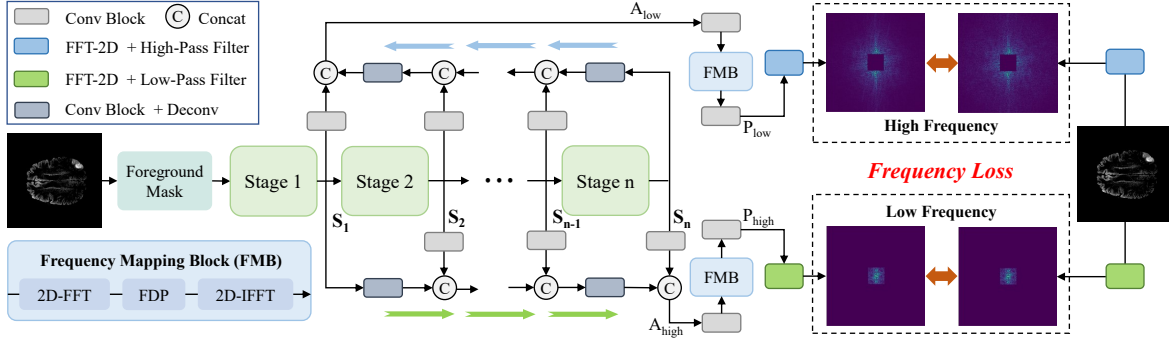 Conv Block
C
Concat
FFT-2D + High-Pass Filter
FFT-2D + Low-Pass Filter
Conv Block + Deconv
A_low
FMB
P_low
C
C
C
High Frequency
Foreground
Mask
Stage 1
Stage 2
...
Stage n
Frequency Loss
S_1
S_2
S_n-1
S_n
P_high
Low Frequency
Frequency Mapping Block (FMB)
2D-FFT
FDP
2D-IFFT
FMB
C
C
C
A_high